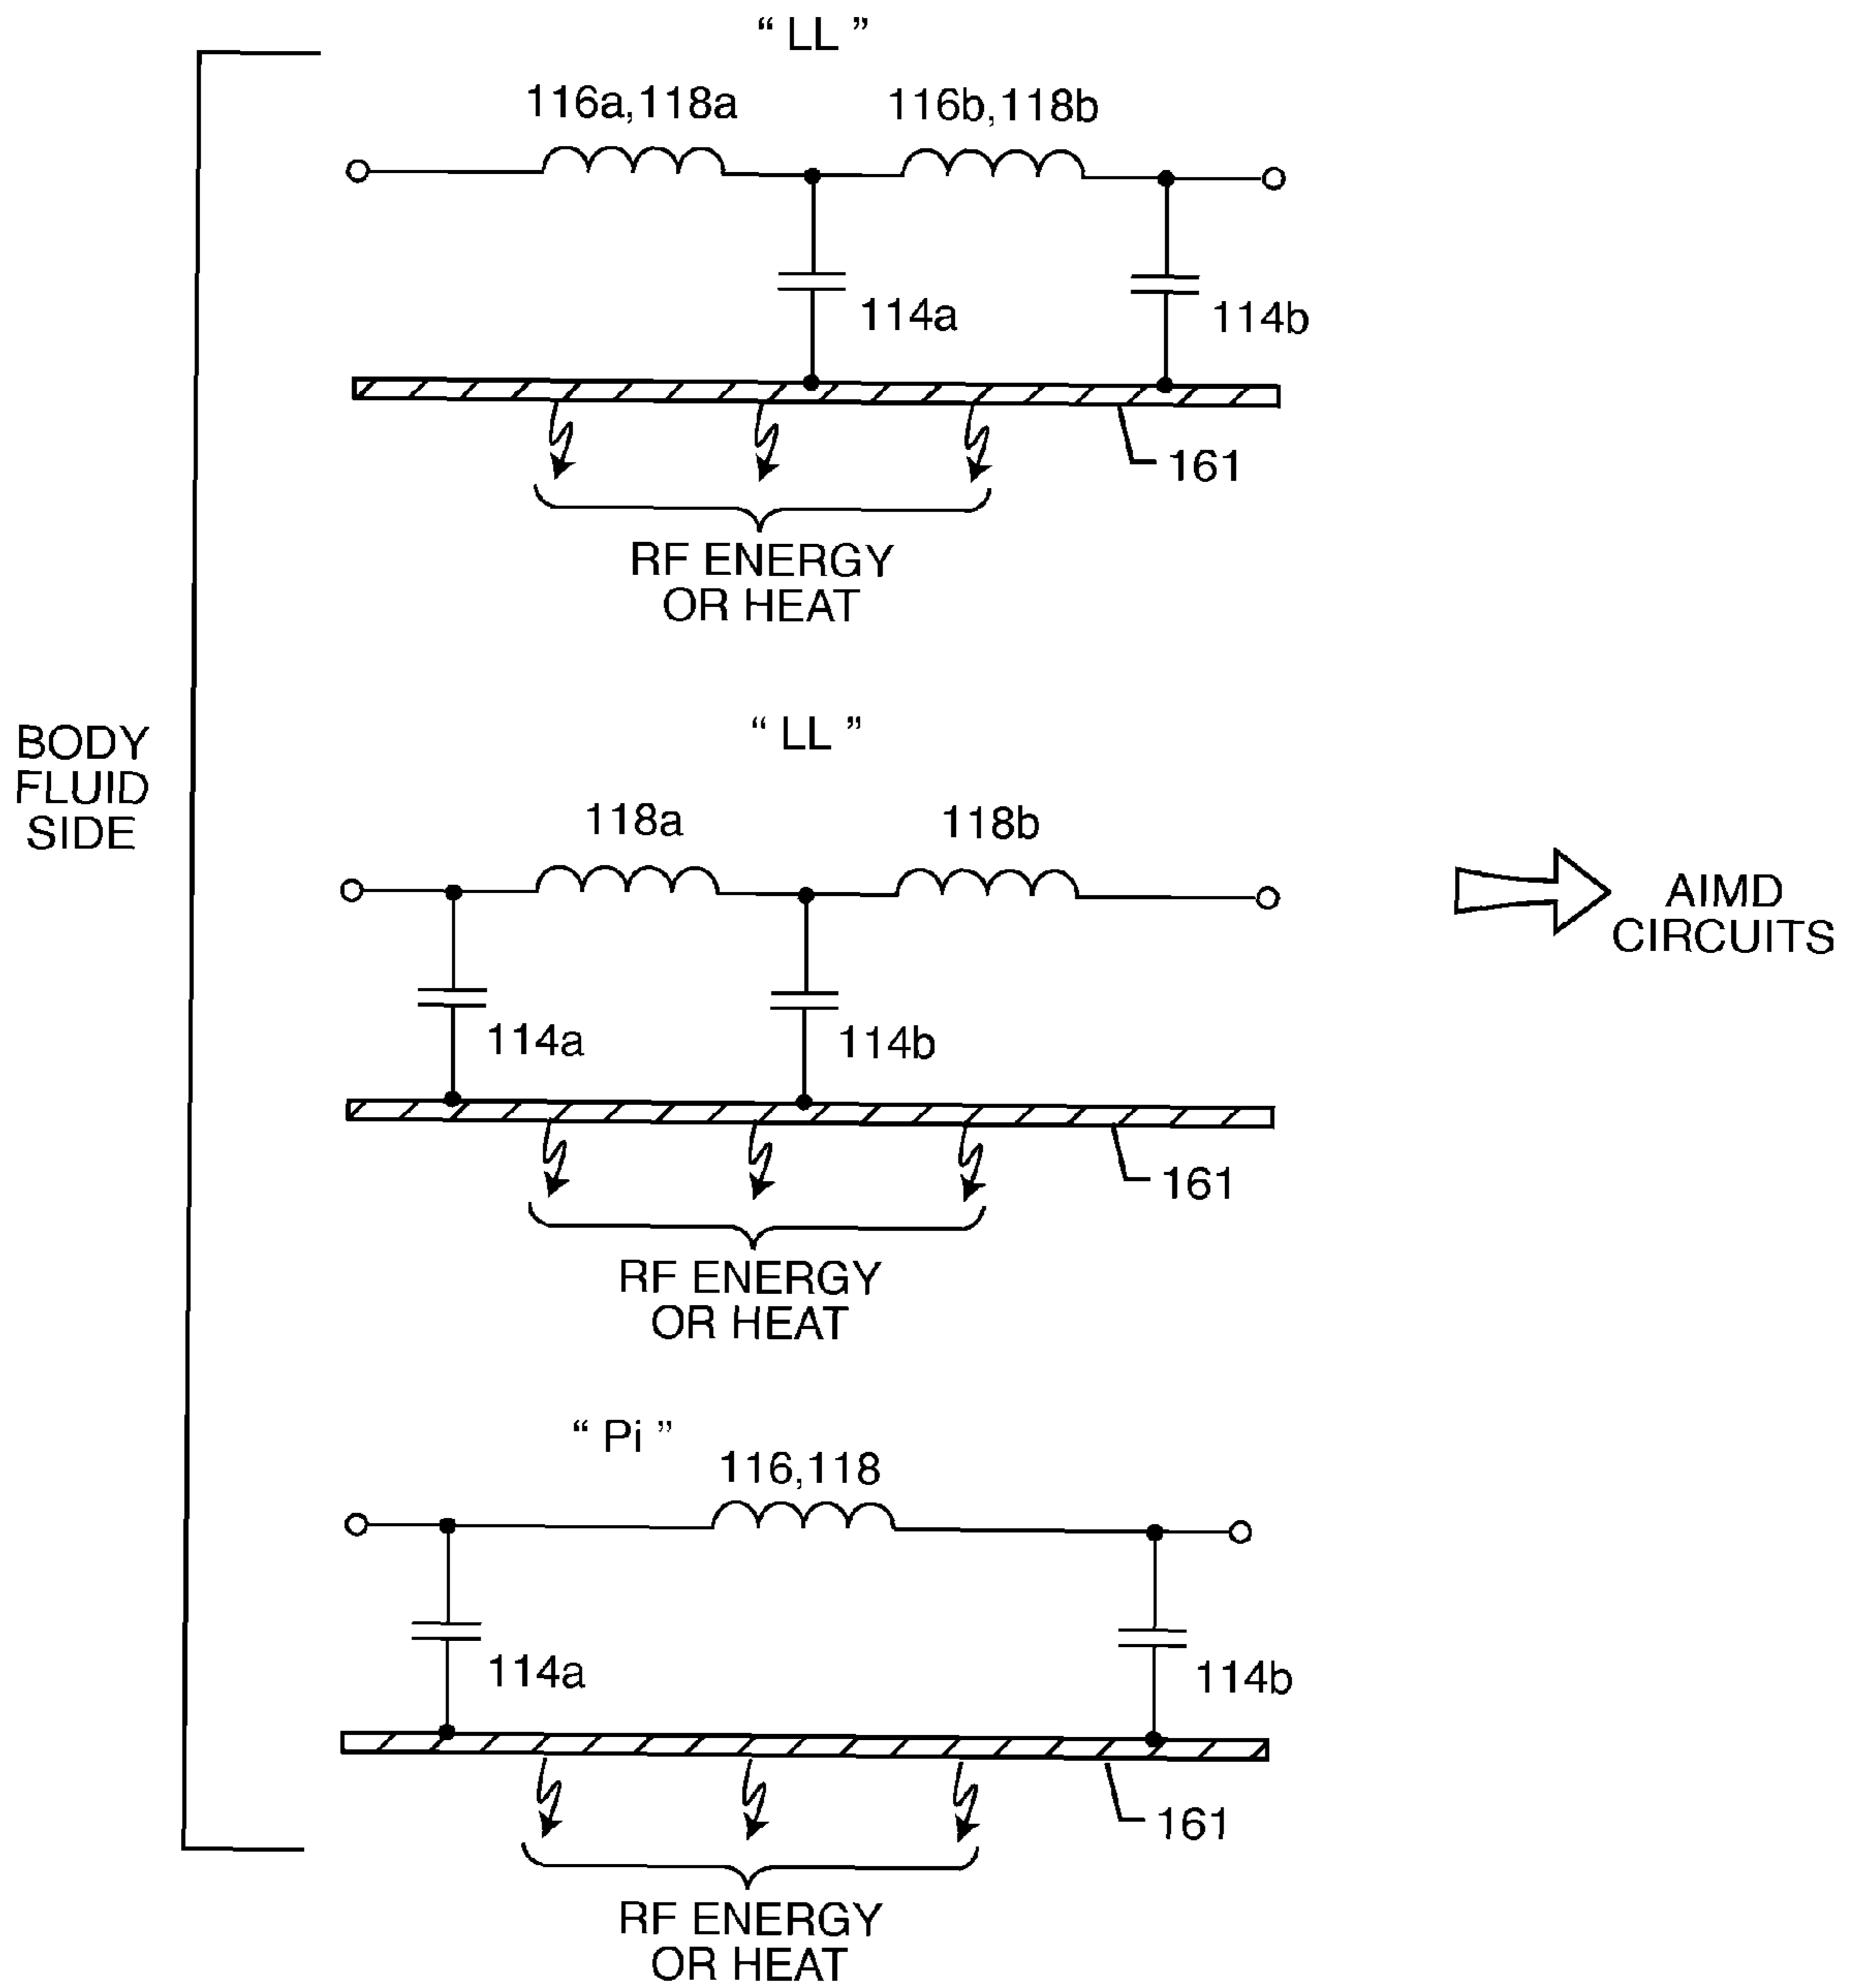 “ LL ”
116a,118a
116b,118b
114a
114b
161
RF ENERGY
OR HEAT
BODY
FLUID
SIDE
“ LL ”
118a
118b
AIMD
CIRCUITS
114a
114b
161
RF ENERGY
OR HEAT
“ Pi ”
116,118
114a
114b
161
RF ENERGY
OR HEAT